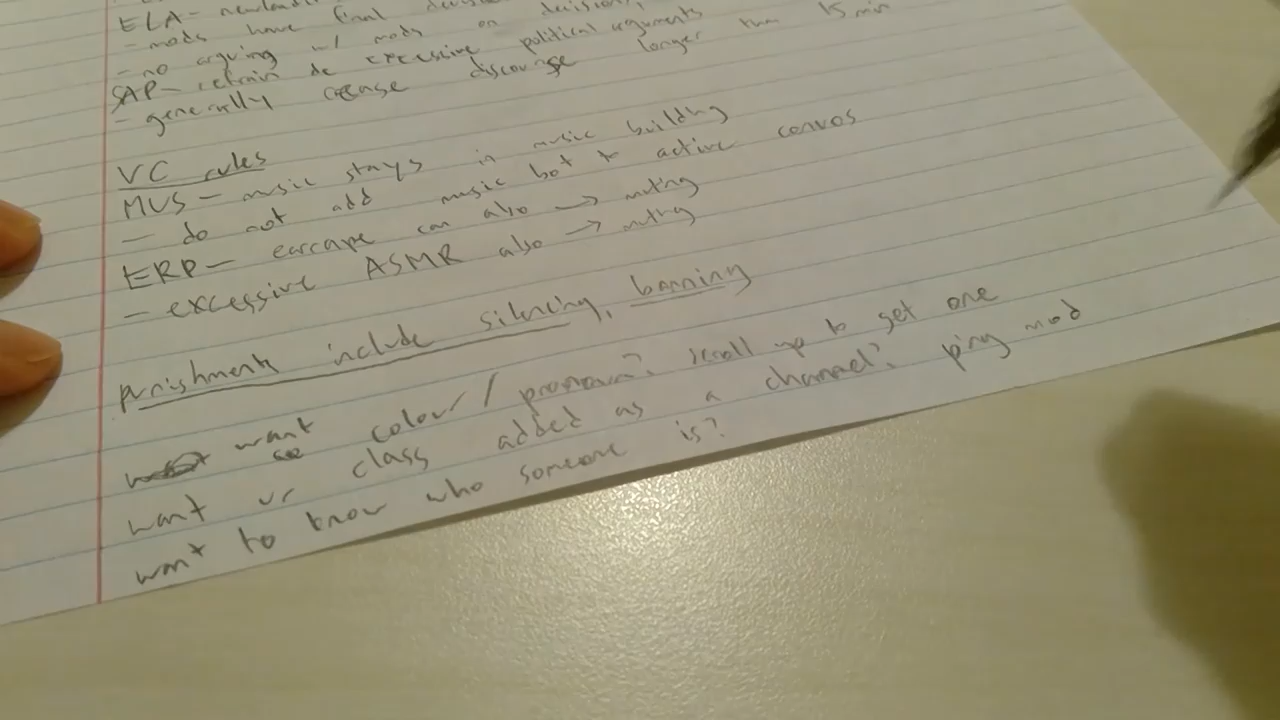 ELA –
– mods have final
– no arguing w/ mods on decisions
SAP – refrain de excessive political arguments
– generally cease discourse longer than 15 min
VC rules
MUS – music stays in music building
– do not add music bot to active convos
ERP – earrape can also → muting
– excessive ASMR also → muting
punishments include silencing, banning
want colour / pronoun? scroll up to get one
want ur class added as a channel? ping mod
want to know who someone is?